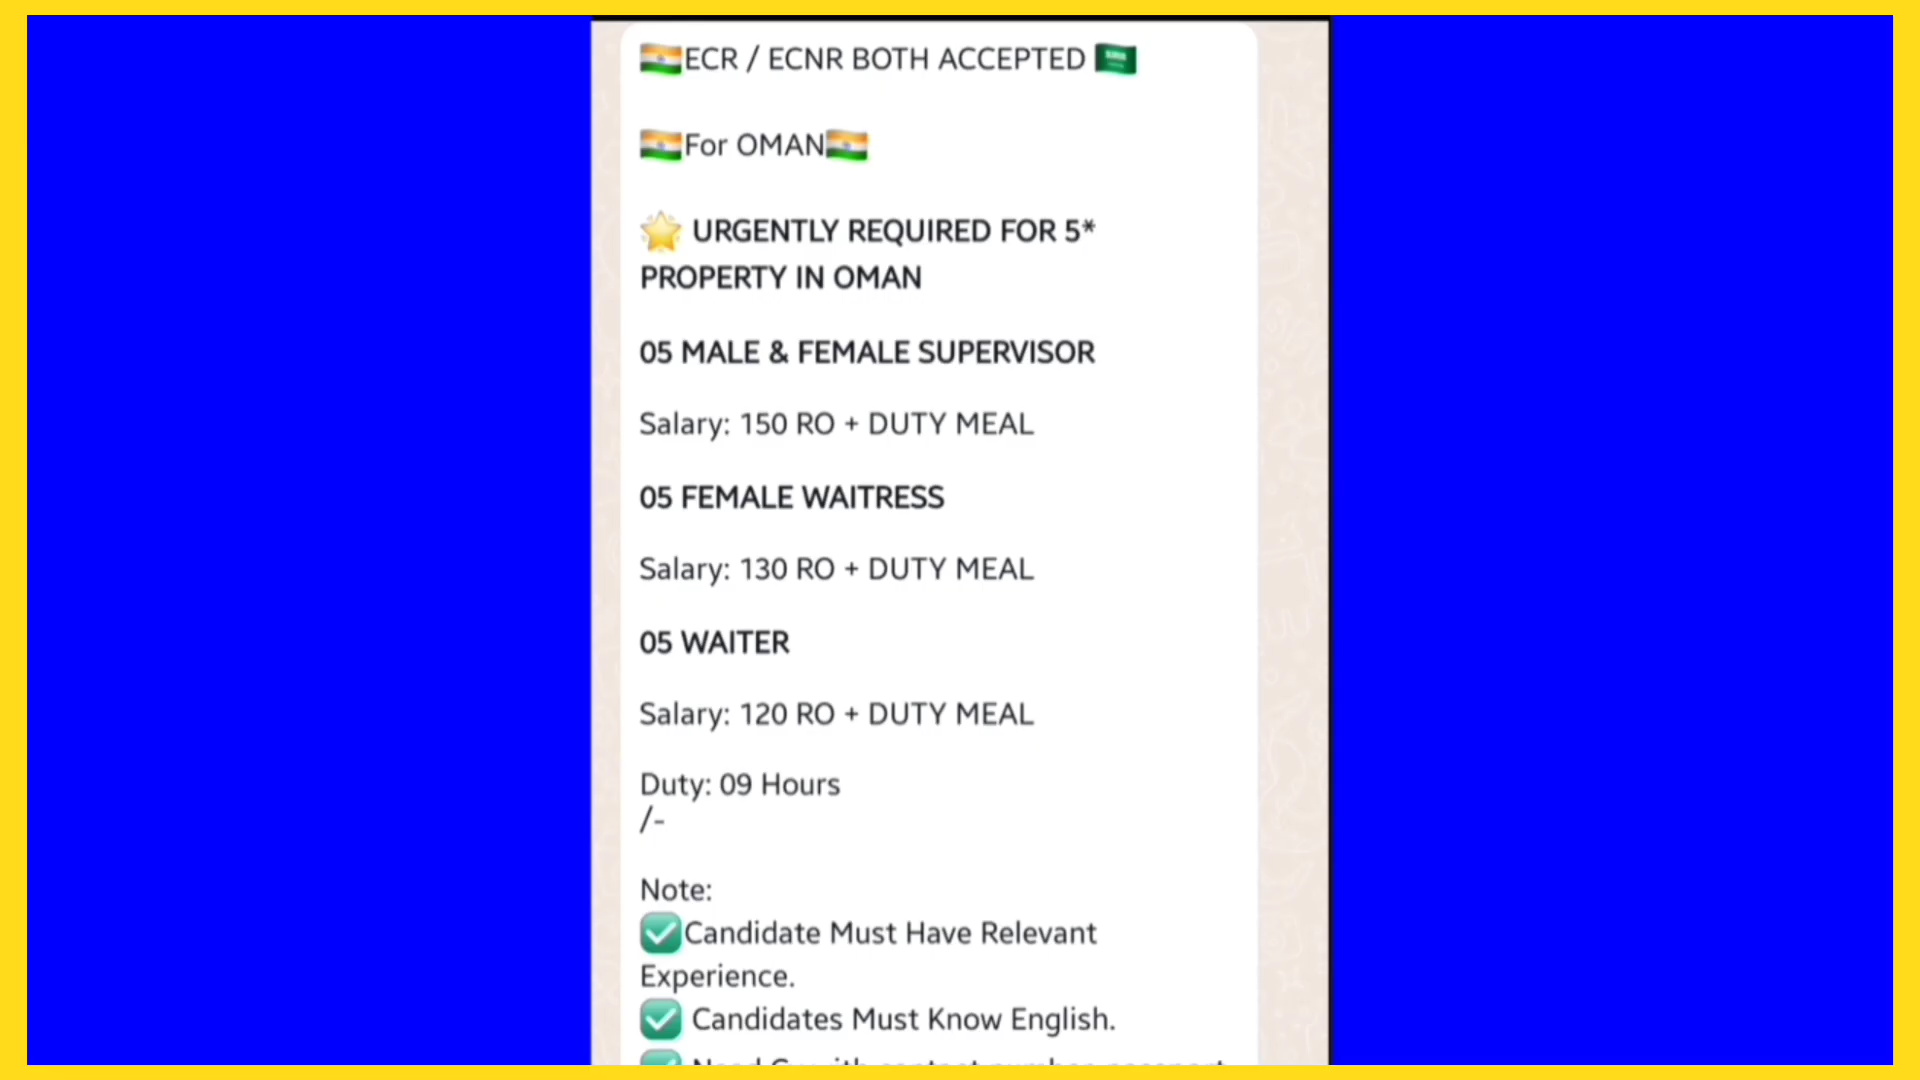 🇮🇳ECR / ECNR BOTH ACCEPTED 🇸🇦
🇮🇳For OMAN🇮🇳
🌟 URGENTLY REQUIRED FOR 5*
PROPERTY IN OMAN
05 MALE & FEMALE SUPERVISOR
Salary: 150 RO + DUTY MEAL
05 FEMALE WAITRESS
Salary: 130 RO + DUTY MEAL
05 WAITER
Salary: 120 RO + DUTY MEAL
Duty: 09 Hours
/-
Note:
✅Candidate Must Have Relevant
Experience.
✅ Candidates Must Know English.